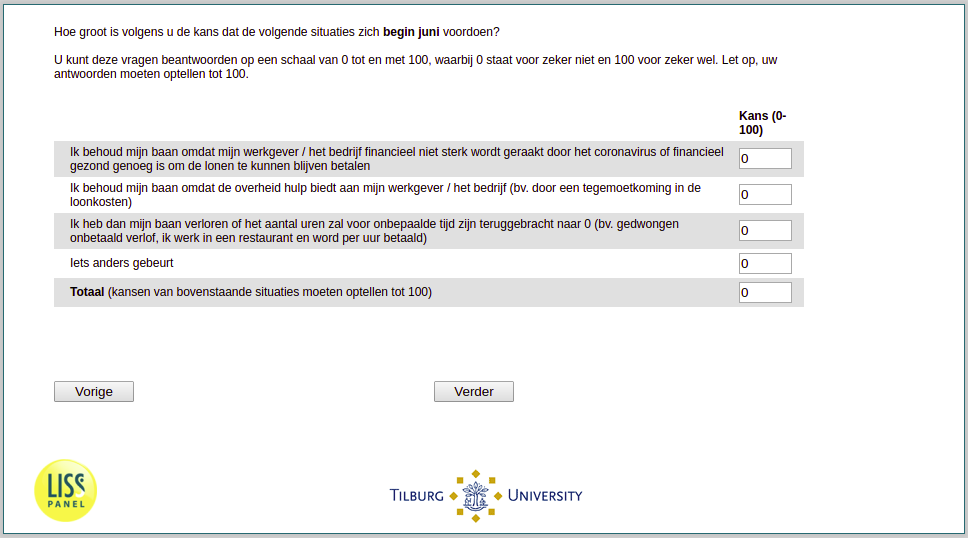 Hoe groot is volgens u de kans dat de volgende situaties zich begin juni voordoen?
U kunt deze vragen beantwoorden op een schaal van 0 tot en met 100, waarbij 0 staat voor zeker niet en 100 voor zeker wel. Let op, uw
antwoorden moeten optellen tot 100.
Kans (0-
100)
Ik behoud mijn baan omdat mijn werkgever / het bedrijf financieel niet sterk wordt geraakt door het coronavirus of financieel
gezond genoeg is om de lonen te kunnen blijven betalen
0
Ik behoud mijn baan omdat de overheid hulp biedt aan mijn werkgever / het bedrijf (bv. door een tegemoetkoming in de
loonkosten)
0
Ik heb dan mijn baan verloren of het aantal uren zal voor onbepaalde tijd zijn teruggebracht naar 0 (bv. gedwongen
onbetaald verlof, ik werk in een restaurant en word per uur betaald)
0
Iets anders gebeurt
0
Totaal (kansen van bovenstaande situaties moeten optellen tot 100)
0
Vorige
Verder
LISS
PANEL
TILBURG UNIVERSITY